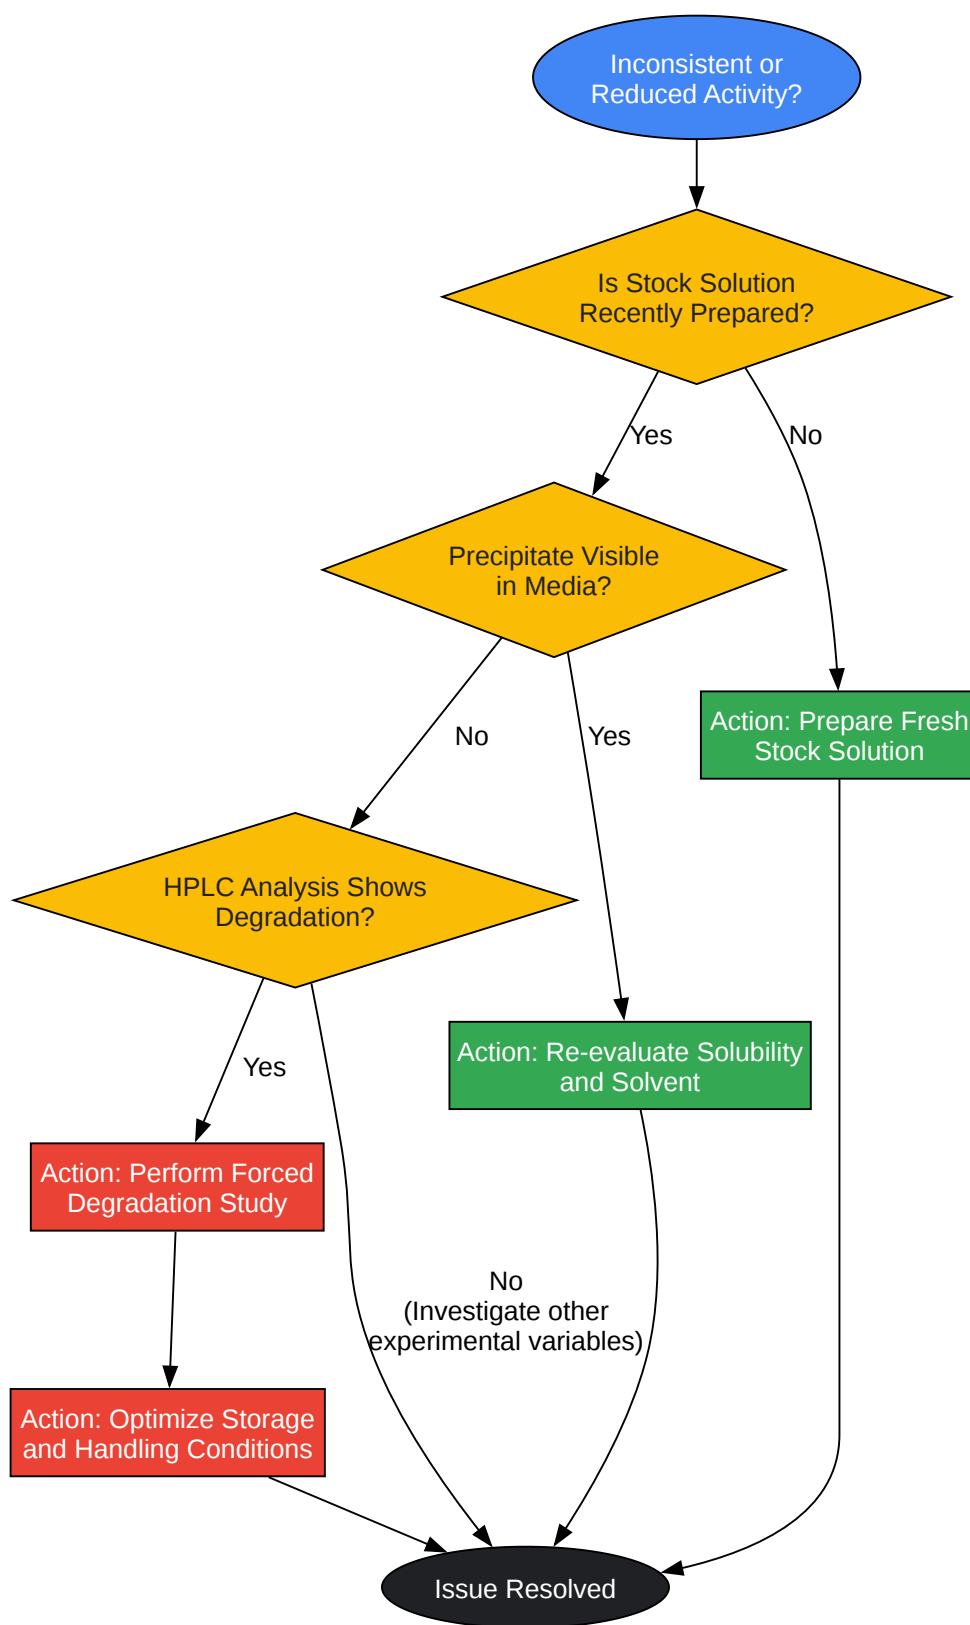 Inconsistent or
Reduced Activity?
Is Stock Solution
Recently Prepared?
Yes
No
Precipitate Visible
in Media?
No
Yes
Action: Prepare Fresh
Stock Solution
HPLC Analysis Shows
Degradation?
Yes
Action: Re-evaluate Solubility
and Solvent
Action: Perform Forced
Degradation Study
No
(Investigate other
experimental variables)
Action: Optimize Storage
and Handling Conditions
Issue Resolved